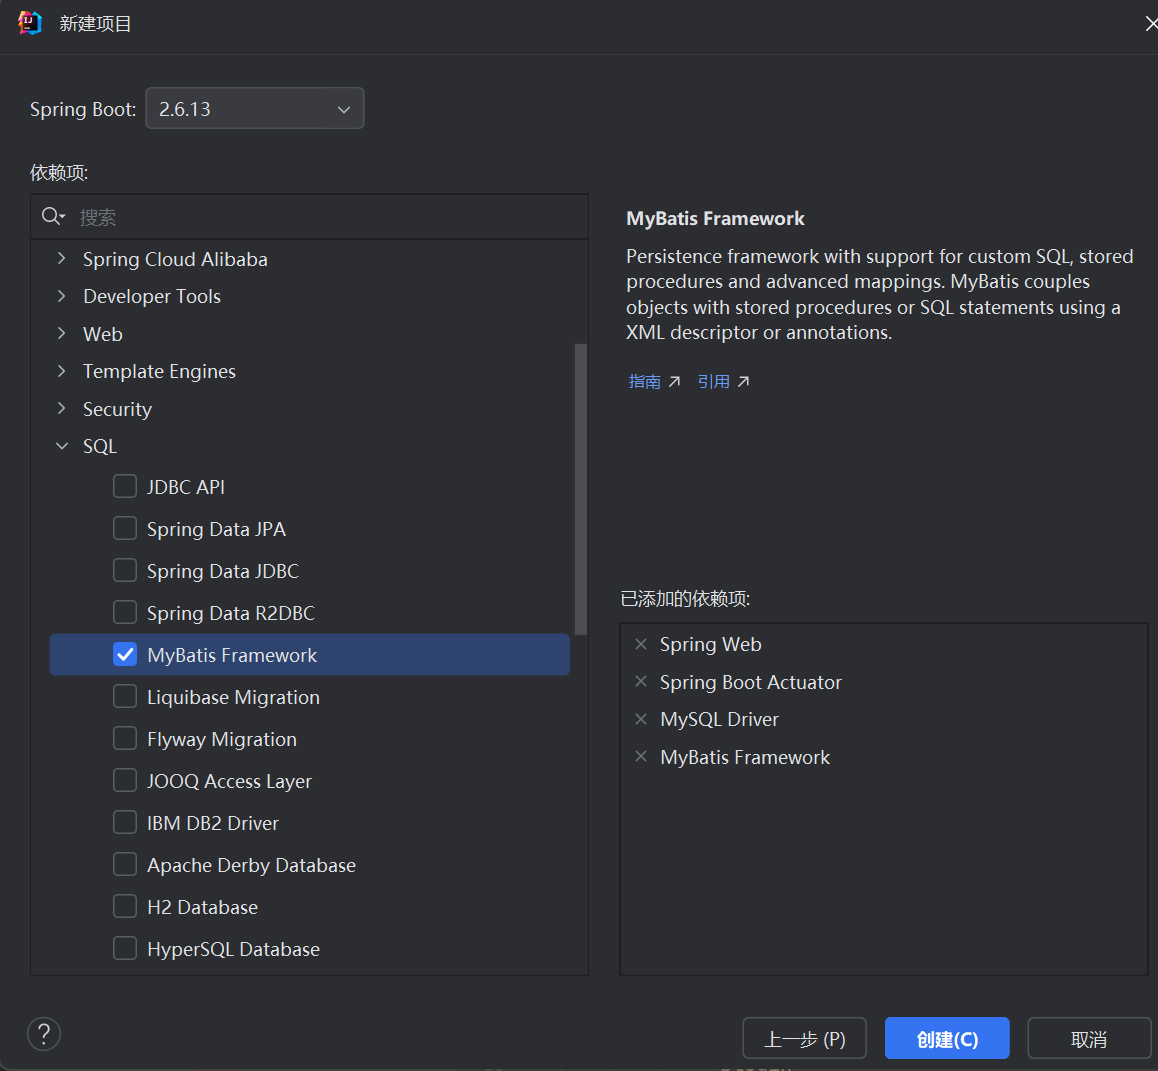 新建项目
Spring Boot: 2.6.13
依赖项:
搜索
Spring Cloud Alibaba
Developer Tools
Web
Template Engines
Security
SQL
JDBC API
Spring Data JPA
Spring Data JDBC
Spring Data R2DBC
MyBatis Framework
Liquibase Migration
Flyway Migration
JOOQ Access Layer
IBM DB2 Driver
Apache Derby Database
H2 Database
HyperSQL Database
MyBatis Framework
Persistence framework with support for custom SQL, stored
procedures and advanced mappings. MyBatis couples
objects with stored procedures or SQL statements using a
XML descriptor or annotations.
指南 ↗ 引用 ↗
已添加的依赖项:
× Spring Web
× Spring Boot Actuator
× MySQL Driver
× MyBatis Framework
?
上一步 (P) 创建(C) 取消